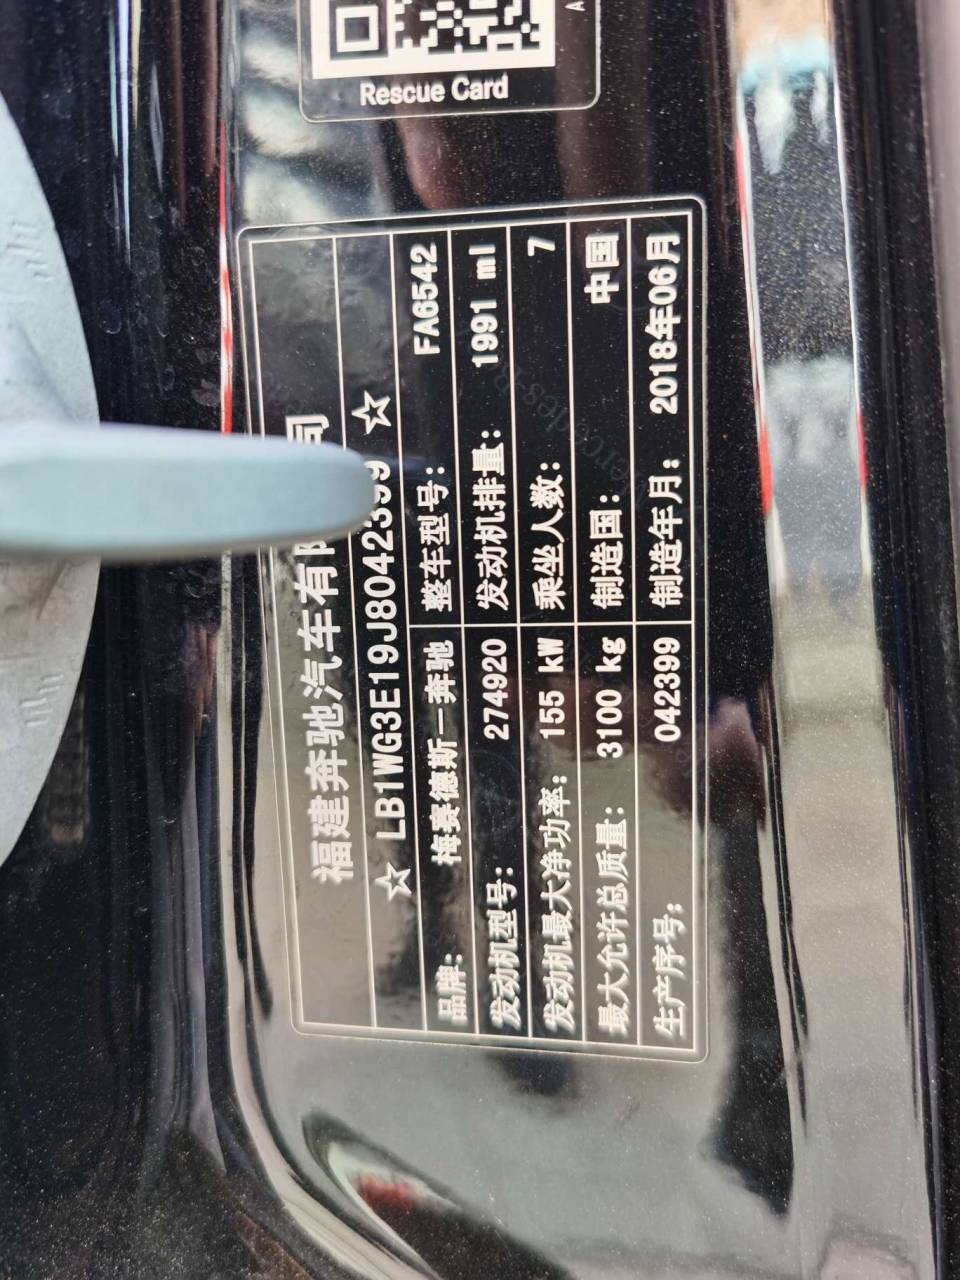 Rescue Card
福建奔驰汽车有限公司
☆ LB1WG3E19J8042399 ☆
品牌: 梅赛德斯—奔驰 整车型号: FA6542
发动机型号: 274920 发动机排量: 1991 ml
发动机最大净功率: 155 kW 乘坐人数: 7
最大允许总质量: 3100 kg 制造国: 中国
生产序号: 042399 制造年月: 2018年06月